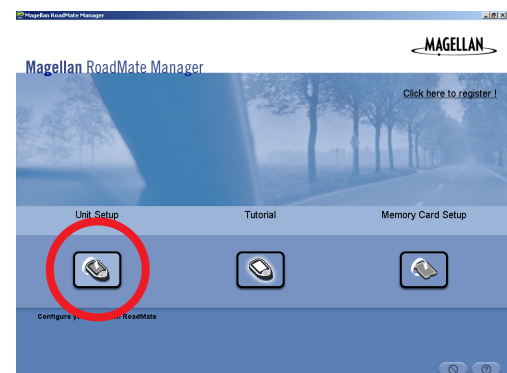 Magellan RoadMate Manager
MAGELLAN
Magellan RoadMate Manager
Click here to register !
Unit Setup Tutorial Memory Card Setup
Configure RoadMate